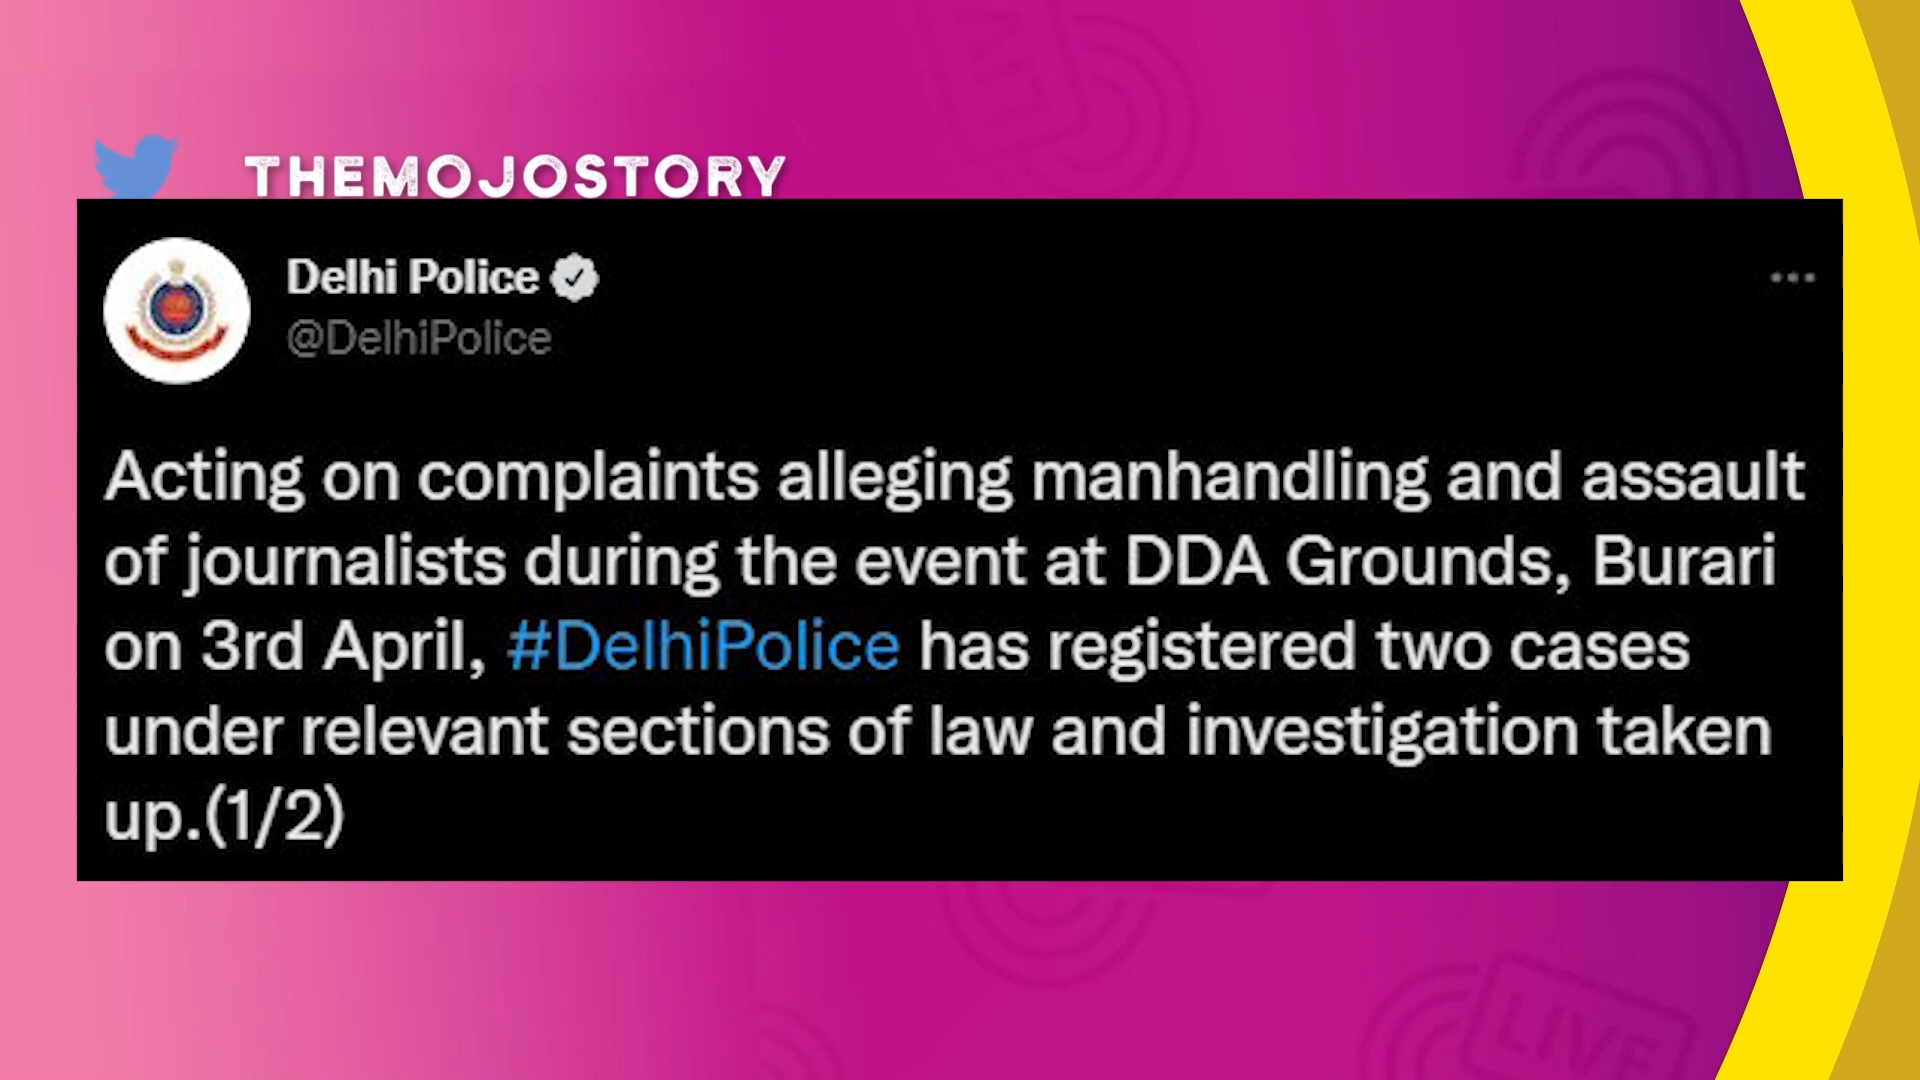 THEMOJOSTORY
Delhi Police
@DelhiPolice
Acting on complaints alleging manhandling and assault
of journalists during the event at DDA Grounds, Burari
on 3rd April, #DelhiPolice has registered two cases
under relevant sections of law and investigation taken
up.(1/2)
LIVE